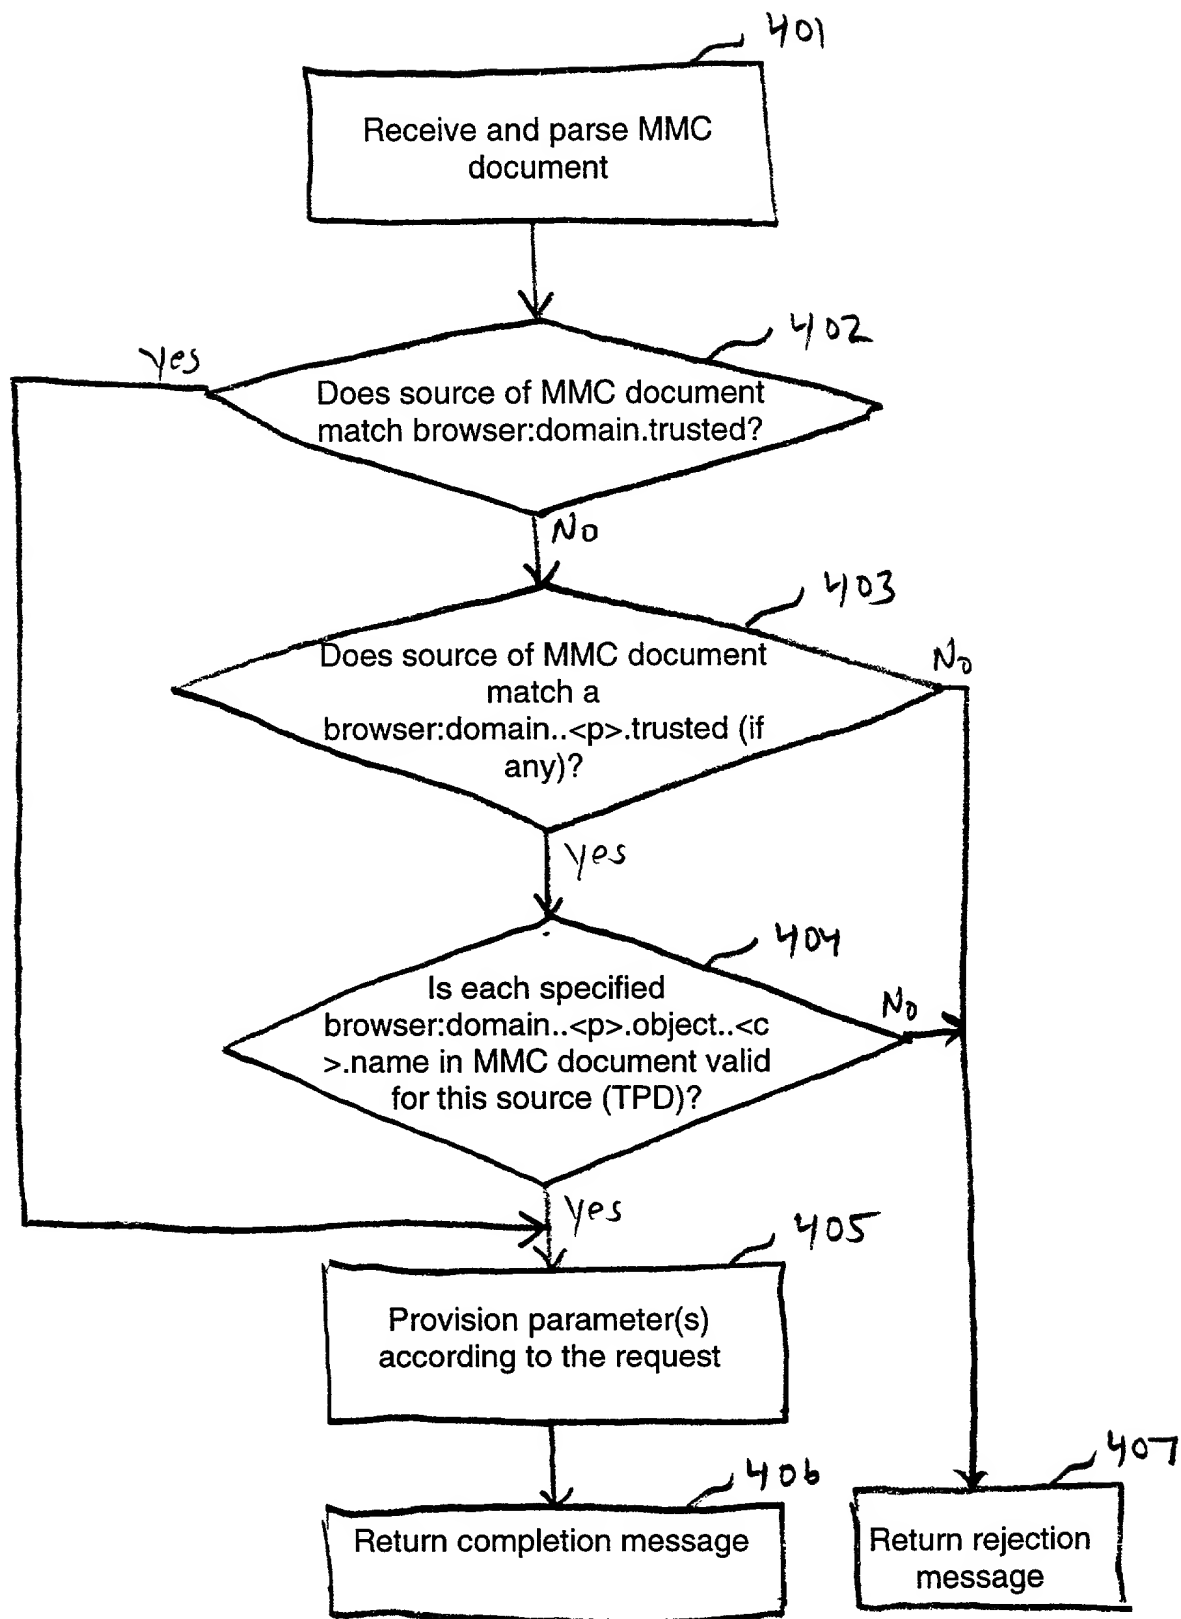 401
Receive and parse MMC
document
402
Yes
Does source of MMC document
match browser:domain.trusted?
No
403
No
Does source of MMC document
match a
browser:domain..<p>.trusted (if
any)?
Yes
404
No
Is each specified
browser:domain..<p>.object..<c
>.name in MMC document valid
for this source (TPD)?
Yes
405
Provision parameter(s)
according to the request
406
Return completion message
407
Return rejection
message